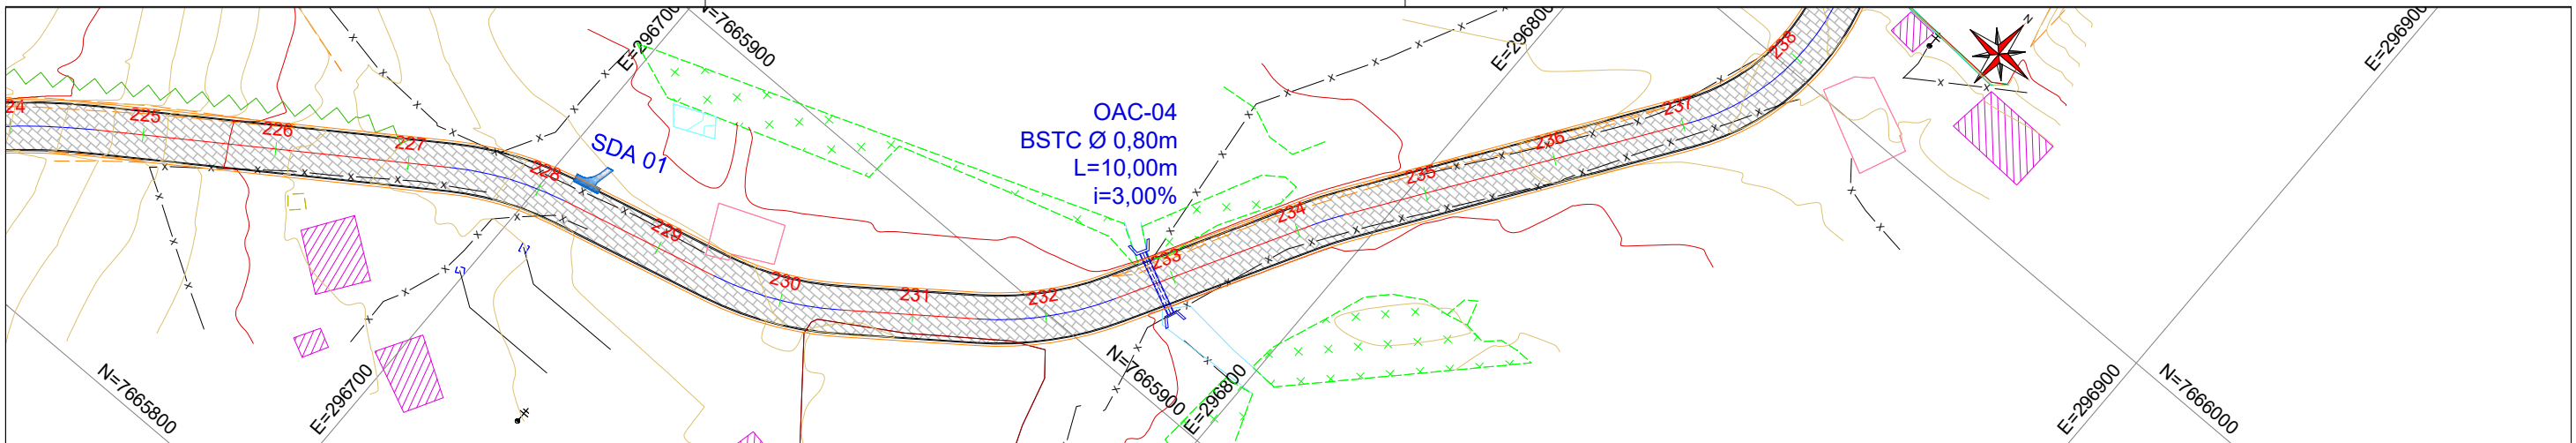 E=296700
N=7665900
E=296800
E=296900
N
24
225
226
227
228
SDA 01
229
230
231
232
OAC-04
BSTC Ø 0,80m
L=10,00m
i=3,00%
233
234
235
236
237
238
N=7665800
E=296700
N=7665900
E=296800
E=296900
N=7666000